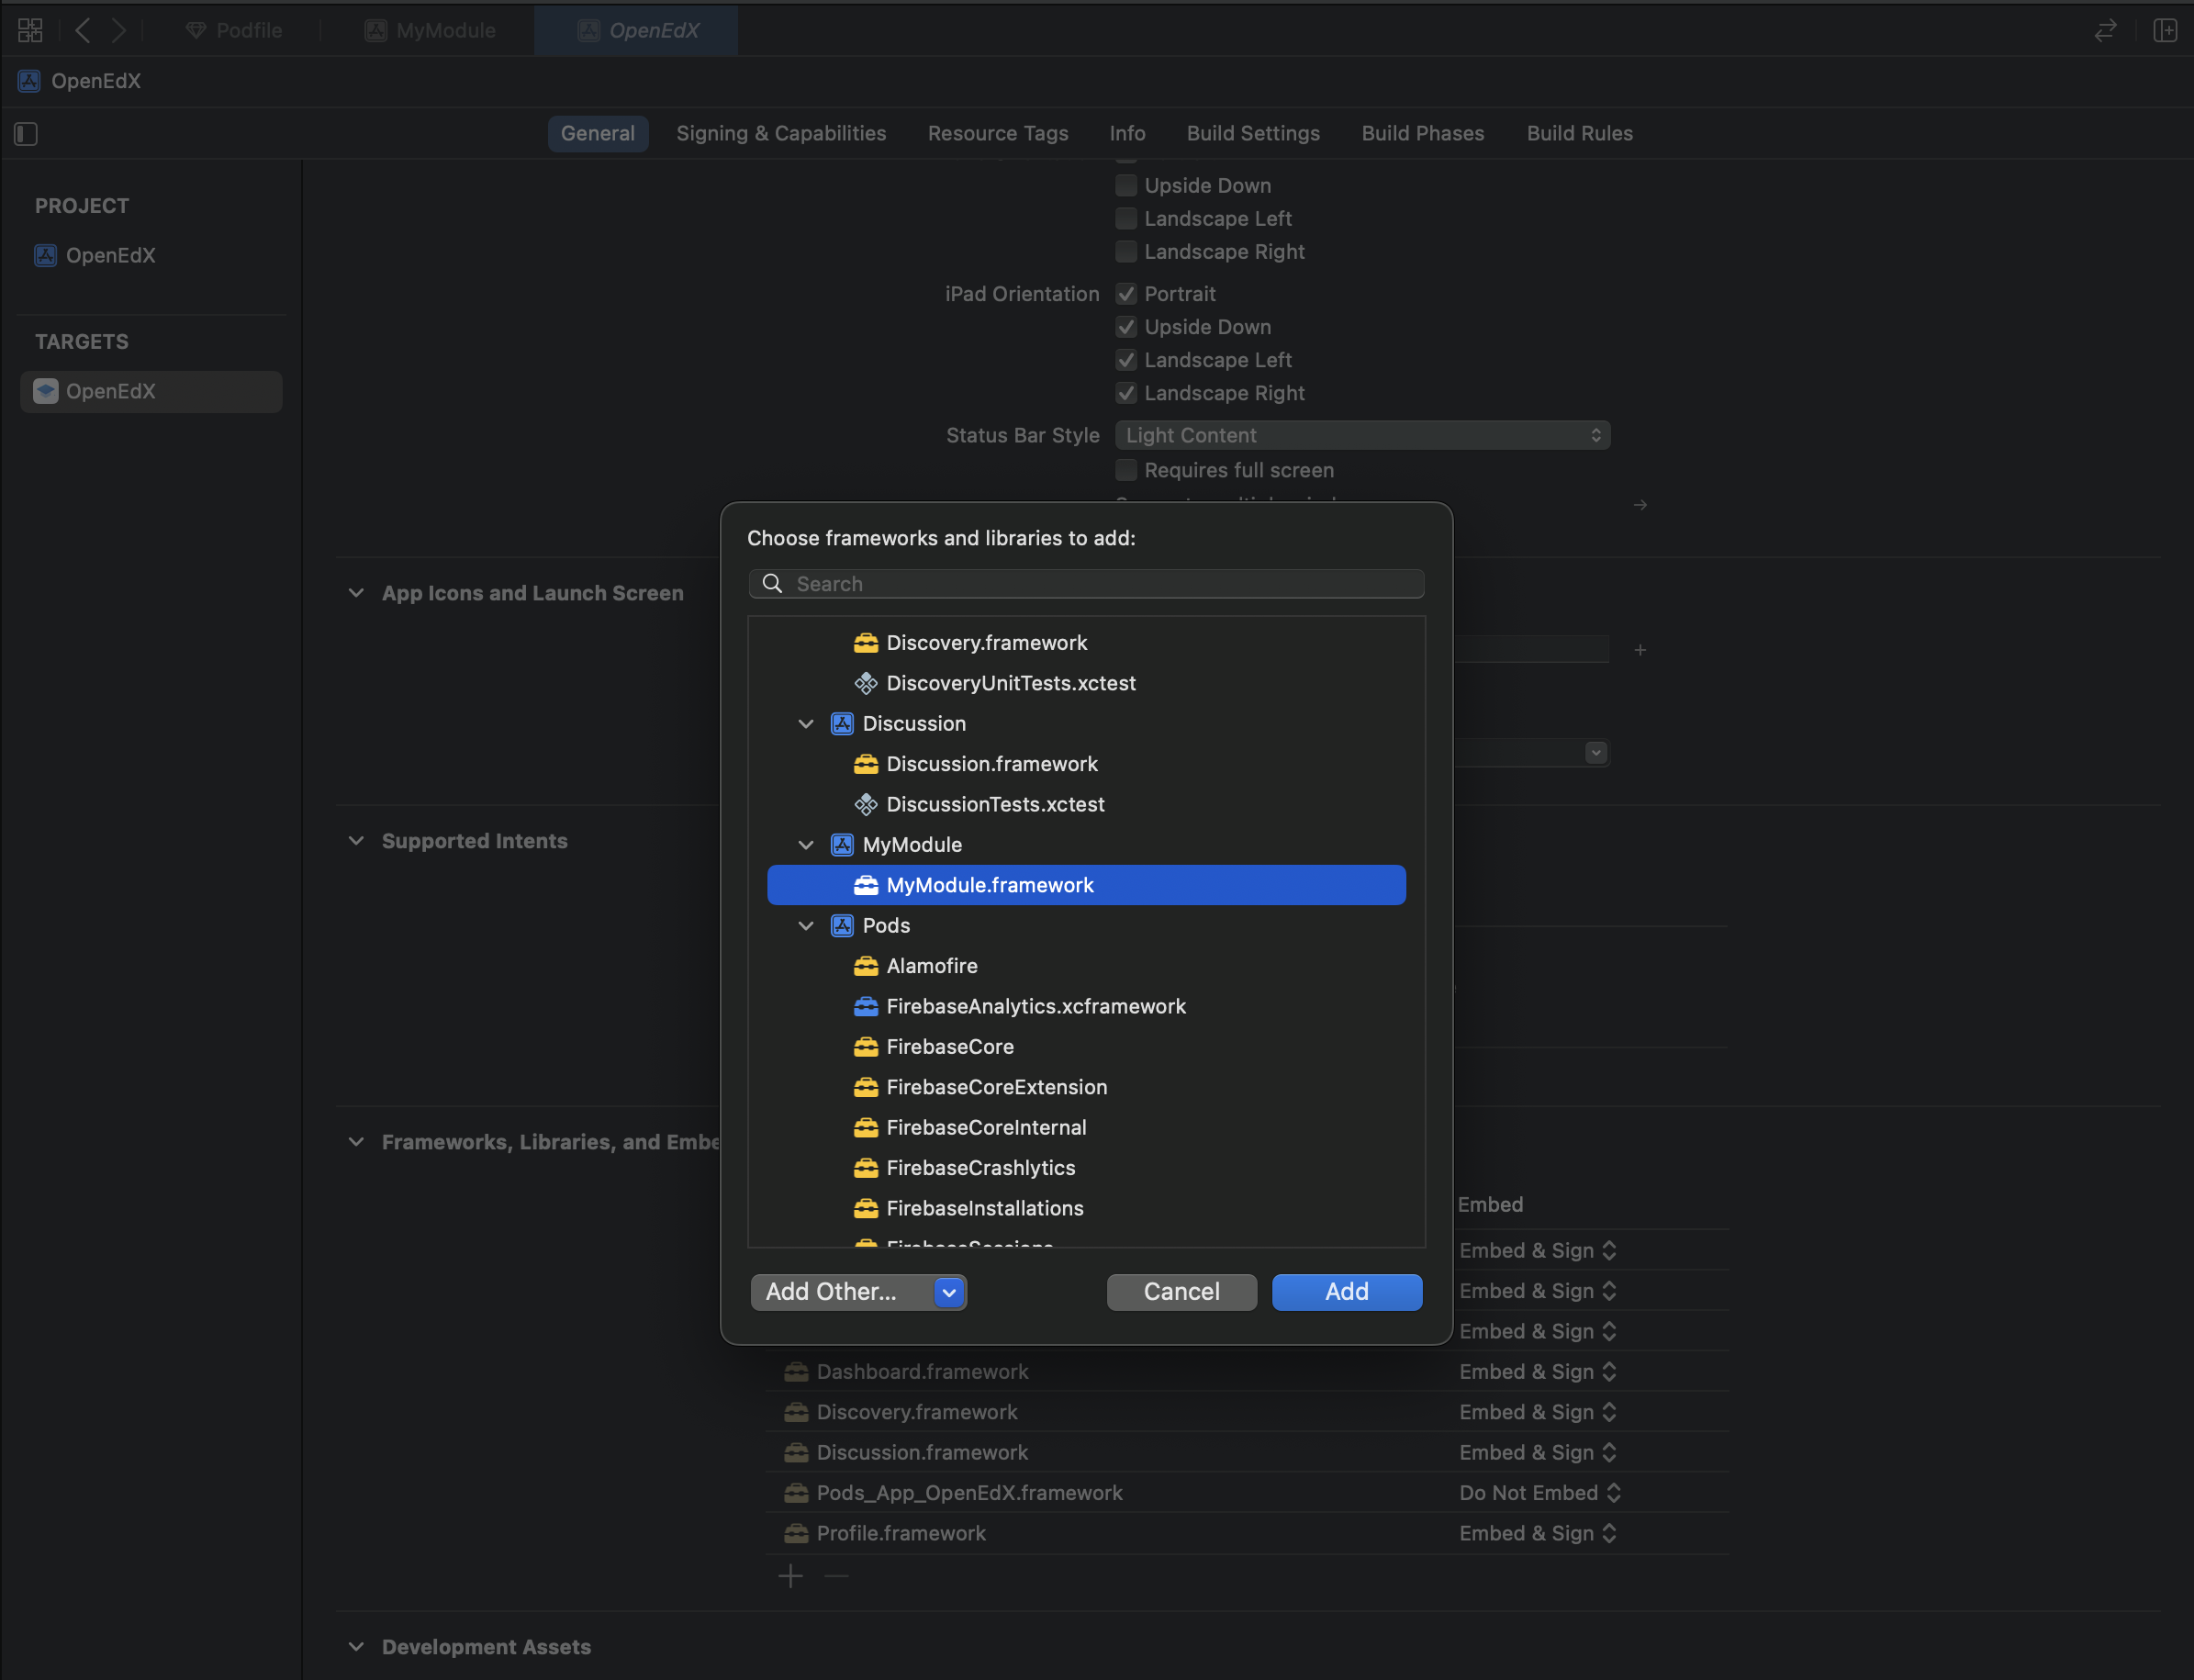 Podfile
MyModule
OpenEdX
OpenEdX
General
Signing & Capabilities
Resource Tags
Info
Build Settings
Build Phases
Build Rules
PROJECT
OpenEdX
TARGETS
OpenEdX
Upside Down
Landscape Left
Landscape Right
iPad Orientation
Portrait
Upside Down
Landscape Left
Landscape Right
Status Bar Style
Light Content
Requires full screen
App Icons and Launch Screen
Supported Intents
Frameworks, Libraries, and
Choose frameworks and libraries to add:
Search
Discovery.framework
DiscoveryUnitTests.xctest
Discussion
Discussion.framework
DiscussionTests.xctest
MyModule
MyModule.framework
Pods
Alamofire
FirebaseAnalytics.xcframework
FirebaseCore
FirebaseCoreExtension
FirebaseCoreInternal
FirebaseCrashlytics
FirebaseInstallations
Add Other...
Cancel
Add
Embed
Embed & Sign
Embed & Sign
Embed & Sign
Dashboard.framework Embed & Sign
Discovery.framework Embed & Sign
Discussion.framework Embed & Sign
Pods_App_OpenEdX.framework Do Not Embed
Profile.framework Embed & Sign
Development Assets